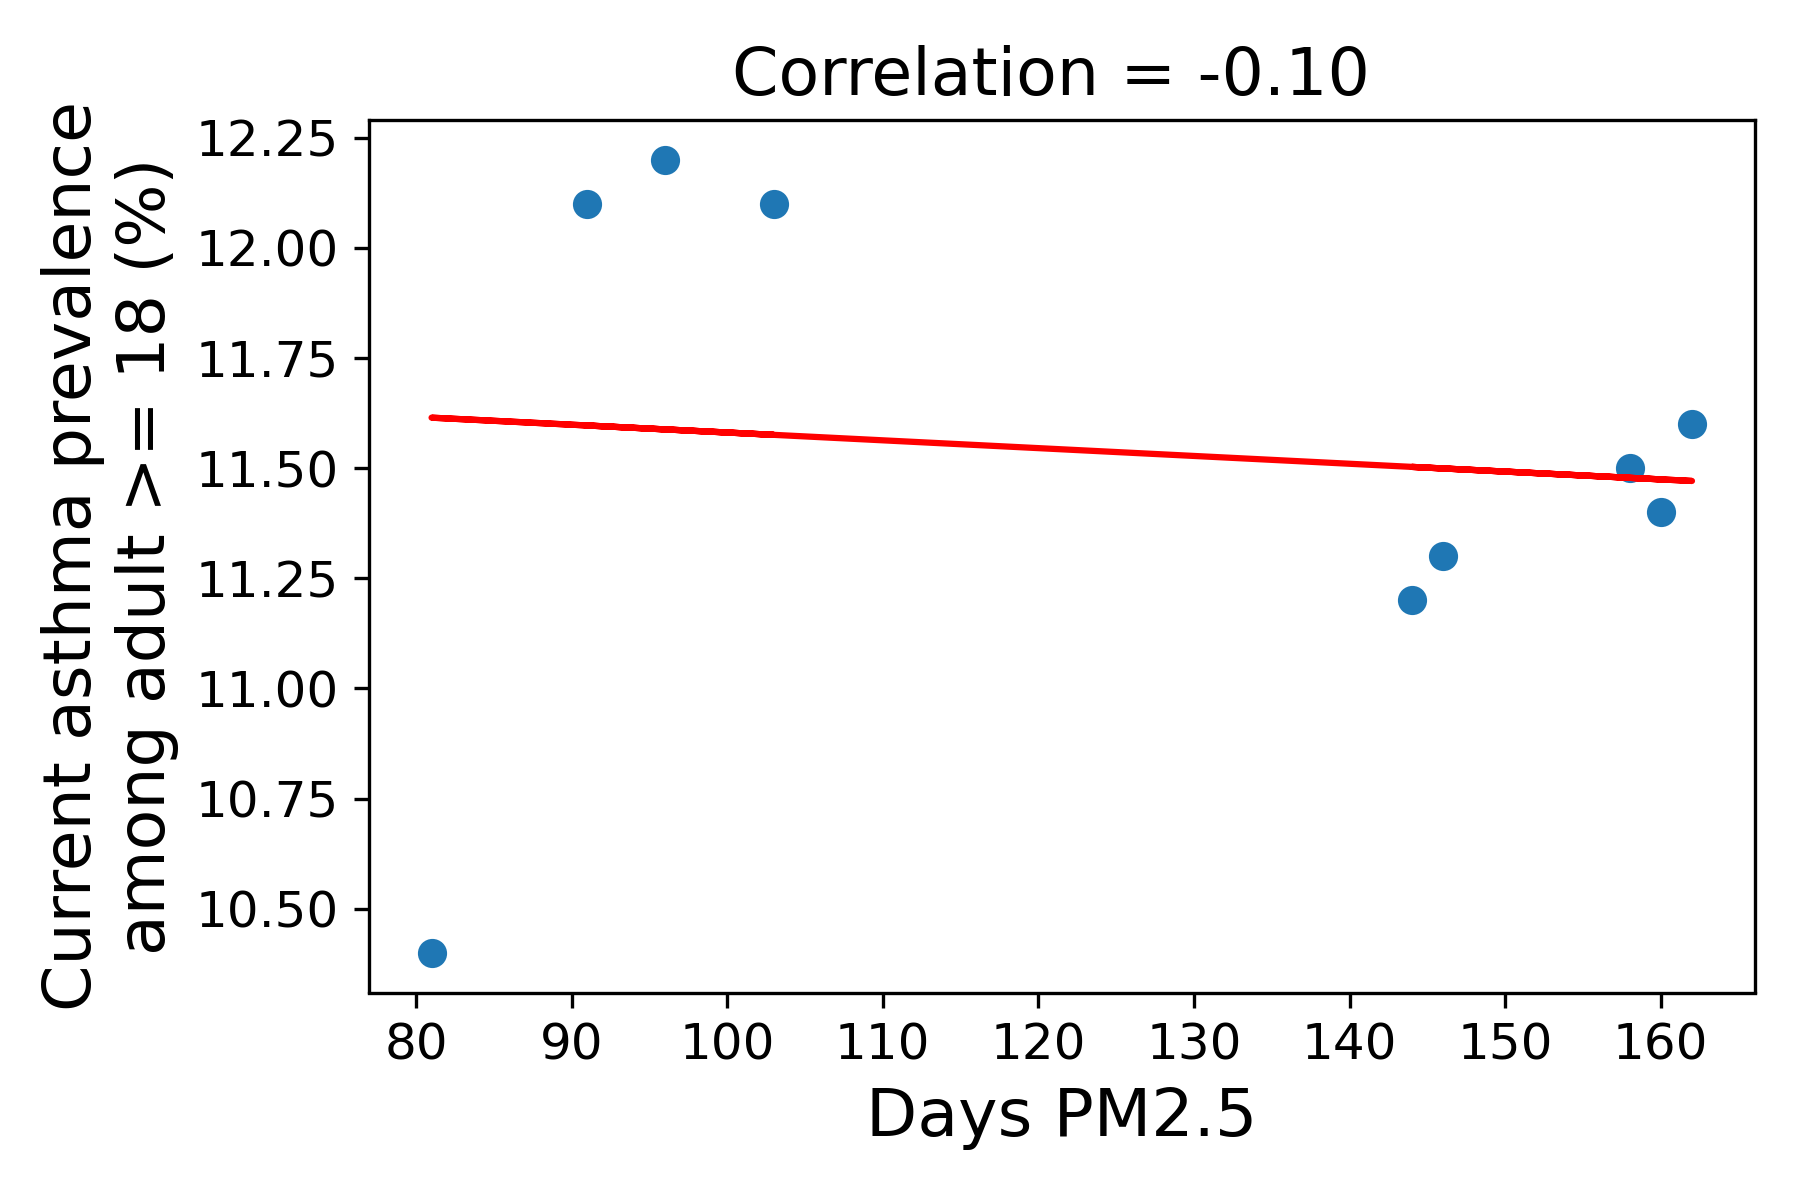 Correlation = -0.10
Current asthma prevalence
among adult >= 18 (%)
12.25
12.00
11.75
11.50
11.25
11.00
10.75
10.50
80 90 100 110 120 130 140 150 160
Days PM2.5